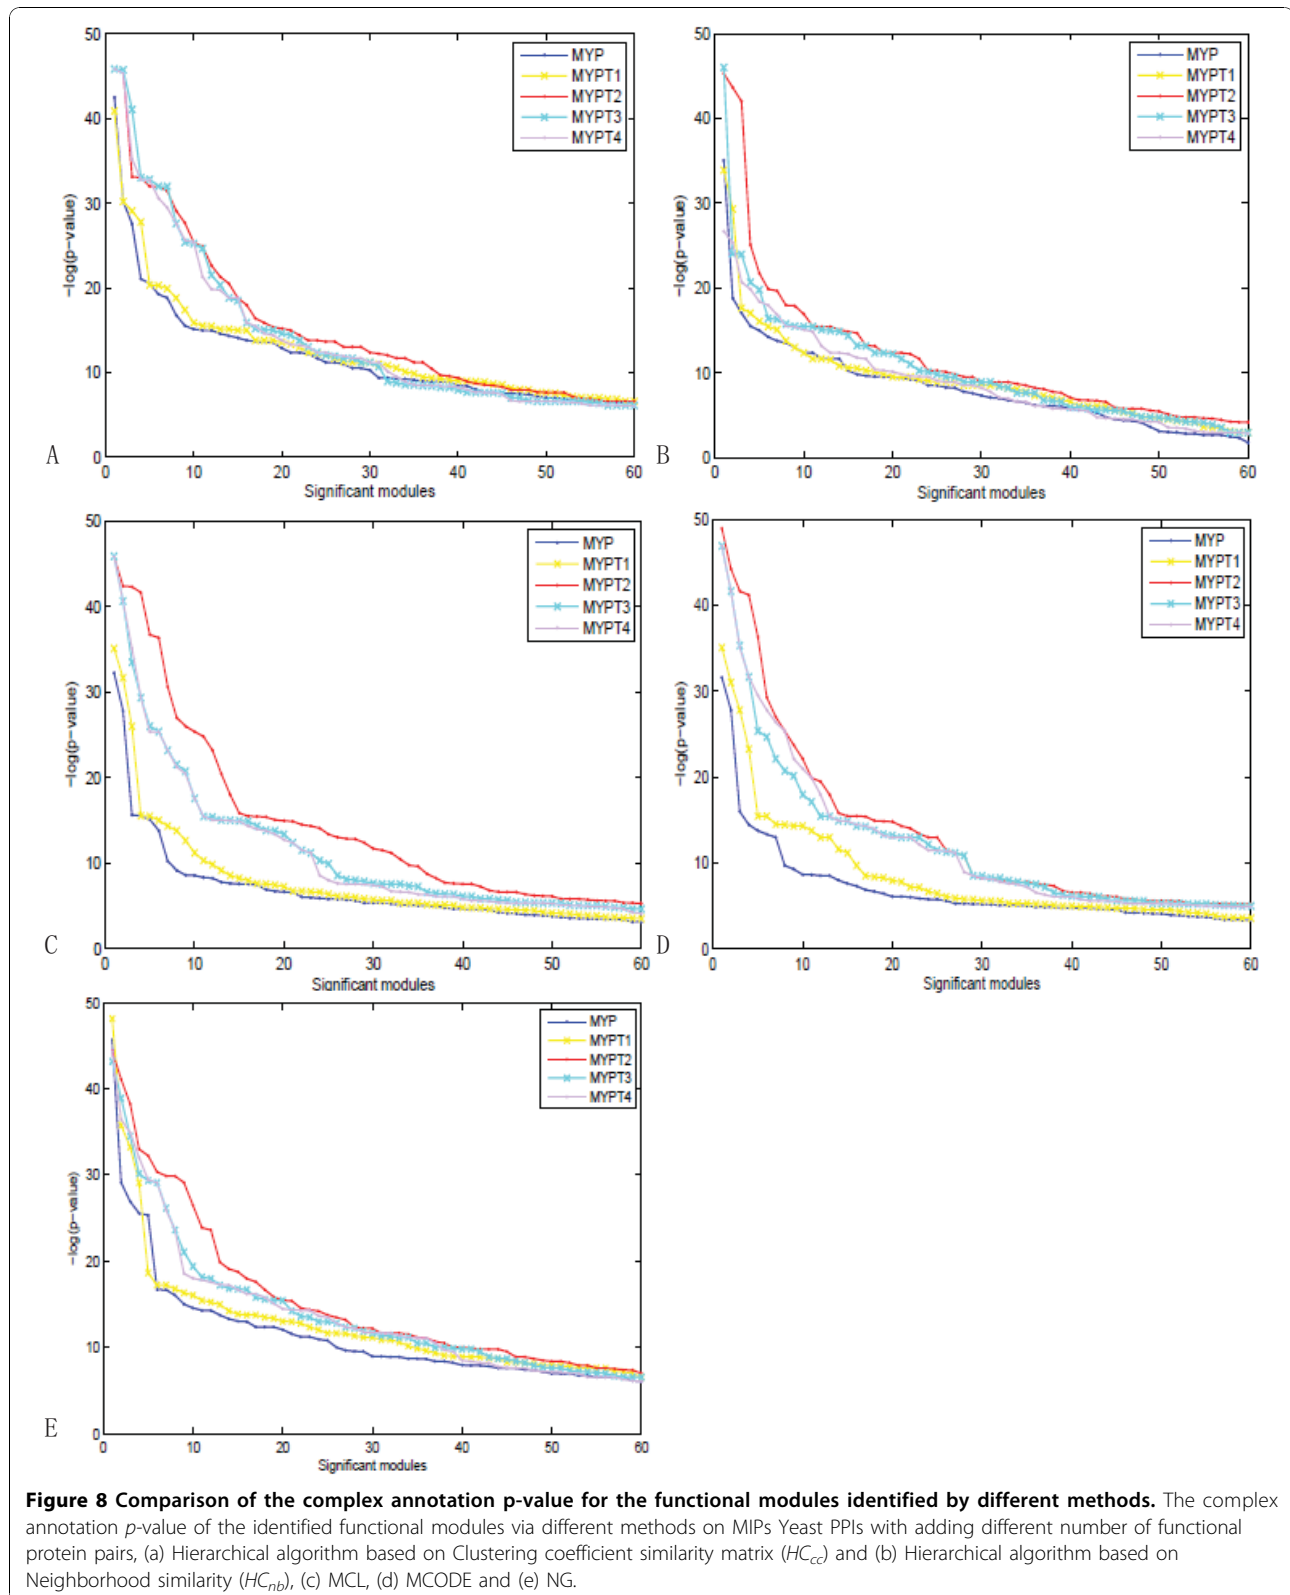 50
40
30
20
10
0
−log(p−value)
MYP
MYPT1
MYPT2
MYPT3
MYPT4
0 10 20 30 40 50 60
Significant modules
A
50
40
30
20
10
0
−log(p−value)
MYP
MYPT1
MYPT2
MYPT3
MYPT4
0 10 20 30 40 50 60
Significant modules
B
50
40
30
20
10
0
−log(p−value)
MYP
MYPT1
MYPT2
MYPT3
MYPT4
0 10 20 30 40 50 60
Significant modules
C
50
40
30
20
10
0
−log(p−value)
MYP
MYPT1
MYPT2
MYPT3
MYPT4
0 10 20 30 40 50 60
Significant modules
D
50
40
30
20
10
0
−log(p−value)
MYP
MYPT1
MYPT2
MYPT3
MYPT4
0 10 20 30 40 50 60
Significant modules
E
Figure 8 Comparison of the complex annotation p-value for the functional modules identified by different methods. The complex
annotation p-value of the identified functional modules via different methods on MIPs Yeast PPIs with adding different number of functional
protein pairs, (a) Hierarchical algorithm based on Clustering coefficient similarity matrix (HCcc) and (b) Hierarchical algorithm based on
Neighborhood similarity (HCnb), (c) MCL, (d) MCODE and (e) NG.